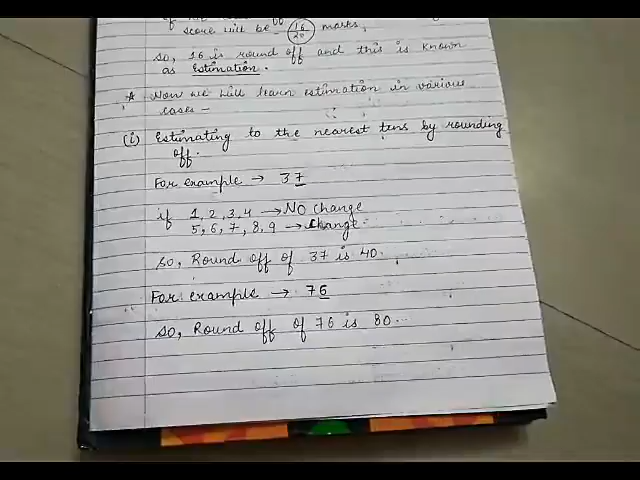 score will be 16/20 marks,
So, 16 is round off and this is known
as Estimation.
* Now we will learn estimation in various
cases -
(i) Estimating to the nearest tens by rounding
off.
For example → 37
if 1, 2, 3, 4 → NO Change
5, 6, 7, 8, 9 → Change
So, Round off of 37 is 40.
For example → 76
So, Round off of 76 is 80.